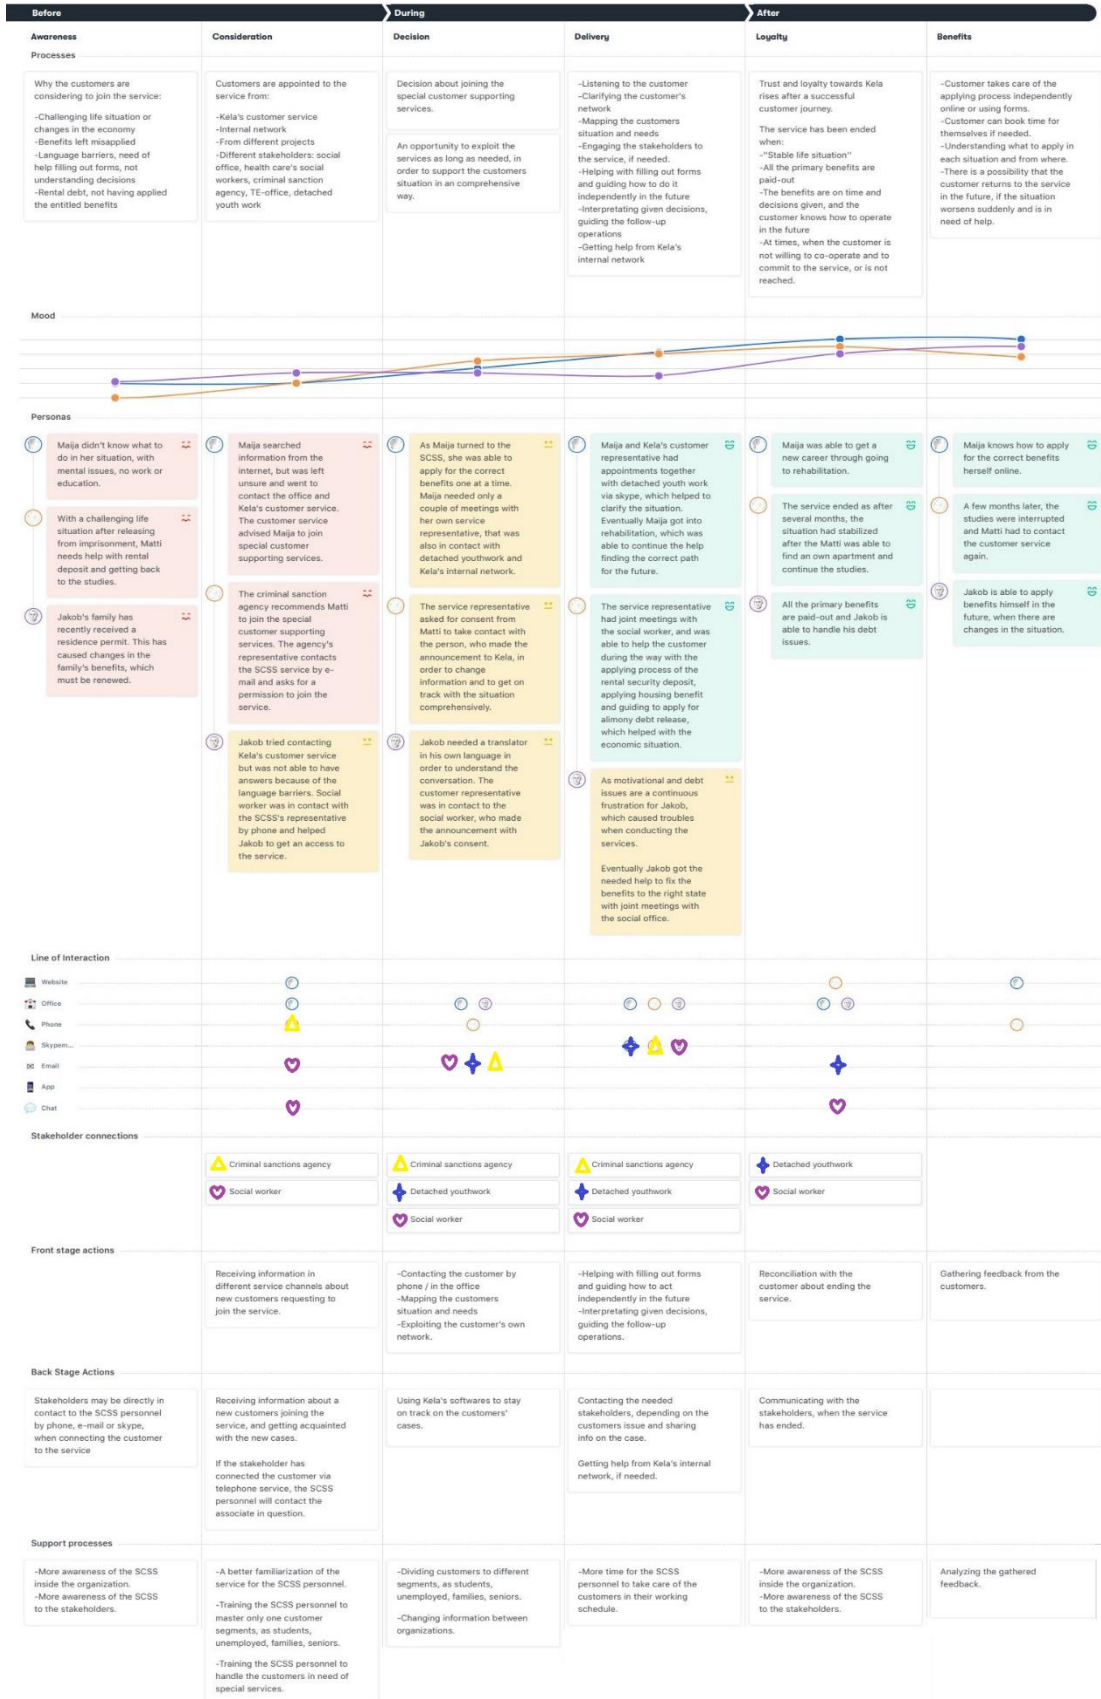 Before
During
After
Awareness
Consideration
Decision
Delivery
Loyalty
Benefits
Processes
Why the customers are
considering to join the service:
-Challenging life situation or
changes in the economy
-Benefits left misapplied
-Language barriers, need of
help filling out forms, not
understanding decisions
-Rental debt, not having applied
the entitled benefits
Customers are appointed to the
service from:
-Kela's customer service
-Internal network
-From different projects
-Different stakeholders: social
office, health care's social
workers, criminal sanction
agency, TE-office, detached
youth work
Decision about joining the
special customer supporting
services.
An opportunity to exploit the
services as long as needed, in
order to support the customers
situation in an comprehensive
way.
-Listening to the customer
-Clarifying the customer's
network
-Mapping the customers
situation and needs
-Engaging the stakeholders to
the service, if needed.
-Helping with filling out forms
and guiding how to do it
independently in the future
-Interpretating given decisions,
guiding the follow-up
operations
-Getting help from Kela's
internal network
Trust and loyalty towards Kela
rises after a successful
customer journey.
The service has been ended
when:
-"Stable life situation"
-All the primary benefits are
paid-out
-The benefits are on time and
decisions given, and the
customer knows how to operate
in the future
-At times, when the customer is
not willing to co-operate and to
commit to the service, or is not
reached.
-Customer takes care of the
applying process independently
online or using forms.
-Customer can book time for
themselves if needed.
-Understanding what to apply in
each situation and from where.
-There is a possibility that the
customer returns to the service
in the future, if the situation
worsens suddenly and is in
need of help.
Mood
Personas
Maija didn't know what to
do in her situation, with
mental issues, no work or
education.
With a challenging life
situation after releasing
from imprisonment, Matti
needs help with rental
deposit and getting back
to the studies.
Jakob's family has
recently received a
residence permit. This has
caused changes in the
family's benefits, which
must be renewed.
Maija searched
information from the
internet, but was left
unsure and went to
contact the office and
Kela's customer service.
The customer service
advised Maija to join
special customer
supporting services.
The criminal sanction
agency recommends Matti
to join the special
customer supporting
services. The agency's
representative contacts
the SCSS service by e-
mail and asks for a
permission to join the
service.
Jakob tried contacting
Kela's customer service
but was not able to have
answers because of the
language barriers. Social
worker was in contact with
the SCSS's representative
by phone and helped
Jakob to get an access to
the service.
As Maija turned to the
SCSS, she was able to
apply for the correct
benefits one at a time.
Maija needed only a
couple of meetings with
her own service
representative, that was
also in contact with
detached youthwork and
Kela's internal network.
The service representative
asked for consent from
Matti to take contact with
the person, who made the
announcement to Kela, in
order to change
information and to get on
track with the situation
comprehensively.
Jakob needed a translator
in his own language in
order to understand the
conversation. The
customer representative
was in contact to the
social worker, who made
the announcement with
Jakob's consent.
Maija and Kela's customer
representative had
appointments together
with detached youth work
via skype, which helped to
clarify the situation.
Eventually Maija got into
rehabilitation, which was
able to continue the help
finding the correct path
for the future.
The service representative
had joint meetings with
the social worker, and was
able to help the customer
during the way with the
applying process of the
rental security deposit,
applying housing benefit
and guiding to apply for
alimony debt release,
which helped with the
economic situation.
As motivational and debt
issues are a continuous
frustration for Jakob,
which caused troubles
when conducting the
services.
Eventually Jakob got the
needed help to fix the
benefits to the right state
with joint meetings with
the social office.
Maija was able to get a
new career through going
to rehabilitation.
The service ended as after
several months, the
situation had stabilized
after the Matti was able to
find an own apartment and
continue the studies.
All the primary benefits
are paid-out and Jakob is
able to handle his debt
issues.
Maija knows how to apply
for the correct benefits
herself online.
A few months later, the
studies were interrupted
and Matti had to contact
the customer service
again.
Jakob is able to apply
benefits himself in the
future, when there are
changes in the situation.
Line of Interaction
Website
Office
Phone
Skypem...
Email
App
Chat
Stakeholder connections
Criminal sanctions agency
Social worker
Criminal sanctions agency
Detached youthwork
Social worker
Criminal sanctions agency
Detached youthwork
Social worker
Detached youthwork
Social worker
Front stage actions
Receiving information in
different service channels about
new customers requesting to
join the service.
-Contacting the customer by
phone / in the office
-Mapping the customers
situation and needs
-Exploiting the customer's own
network.
-Helping with filling out forms
and guiding how to act
independently in the future
-Interpretating given decisions,
guiding the follow-up
operations.
Reconciliation with the
customer about ending the
service.
Gathering feedback from the
customers.
Back Stage Actions
Stakeholders may be directly in
contact to the SCSS personnel
by phone, e-mail or skype,
when connecting the customer
to the service
Receiving information about a
new customers joining the
service, and getting acquainted
with the new cases.
If the stakeholder has
connected the customer via
telephone service, the SCSS
personnel will contact the
associate in question.
Using Kela's softwares to stay
on track on the customers'
cases.
Contacting the needed
stakeholders, depending on the
customers issue and sharing
info on the case.
Getting help from Kela's internal
network, if needed.
Communicating with the
stakeholders, when the service
has ended.
Support processes
-More awareness of the SCSS
inside the organization.
-More awareness of the SCSS
to the stakeholders.
-A better familiarization of the
service for the SCSS personnel.
-Training the SCSS personnel to
master only one customer
segments, as students,
unemployed, families, seniors.
-Training the SCSS personnel to
handle the customers in need of
special services.
-Dividing customers to different
segments, as students,
unemployed, families, seniors.
-Changing information between
organizations.
-More time for the SCSS
personnel to take care of the
customers in their working
schedule.
-More awareness of the SCSS
inside the organization.
-More awareness of the SCSS
to the stakeholders.
Analyzing the gathered
feedback.